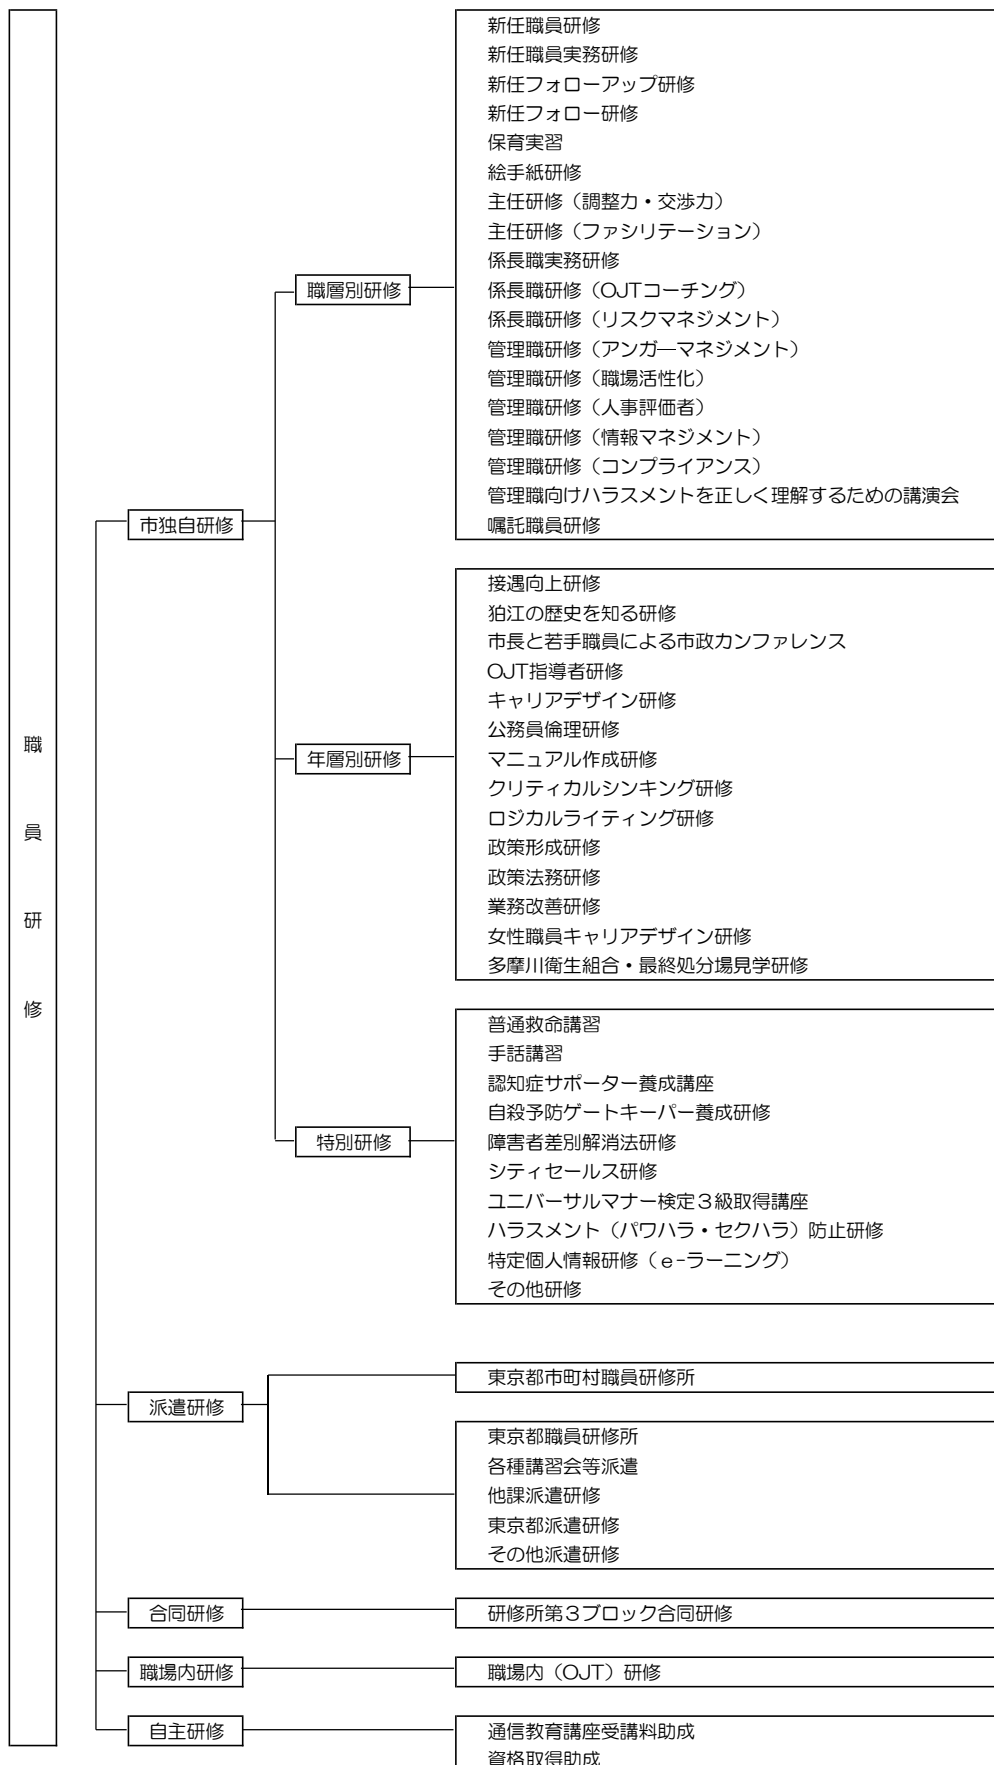 職員研修
市独自研修
職層別研修
新任職員研修
新任職員実務研修
新任フォローアップ研修
新任フォロー研修
保育実習
絵手紙研修
主任研修（調整力・交渉力）
主任研修（ファシリテーション）
係長職実務研修
係長職研修（OJTコーチング）
係長職研修（リスクマネジメント）
管理職研修（アンガ―マネジメント）
管理職研修（職場活性化）
管理職研修（人事評価者）
管理職研修（情報マネジメント）
管理職研修（コンプライアンス）
管理職向けハラスメントを正しく理解するための講演会
嘱託職員研修
年層別研修
接遇向上研修
狛江の歴史を知る研修
市長と若手職員による市政カンファレンス
OJT指導者研修
キャリアデザイン研修
公務員倫理研修
マニュアル作成研修
クリティカルシンキング研修
ロジカルライティング研修
政策形成研修
政策法務研修
業務改善研修
女性職員キャリアデザイン研修
多摩川衛生組合・最終処分場見学研修
特別研修
普通救命講習
手話講習
認知症サポーター養成講座
自殺予防ゲートキーパー養成研修
障害者差別解消法研修
シティセールス研修
ユニバーサルマナー検定３級取得講座
ハラスメント（パワハラ・セクハラ）防止研修
特定個人情報研修（ｅ-ラーニング）
その他研修
派遣研修
東京都市町村職員研修所
東京都職員研修所
各種講習会等派遣
他課派遣研修
東京都派遣研修
その他派遣研修
合同研修
研修所第３ブロック合同研修
職場内研修
職場内（OJT）研修
自主研修
通信教育講座受講料助成
資格取得助成